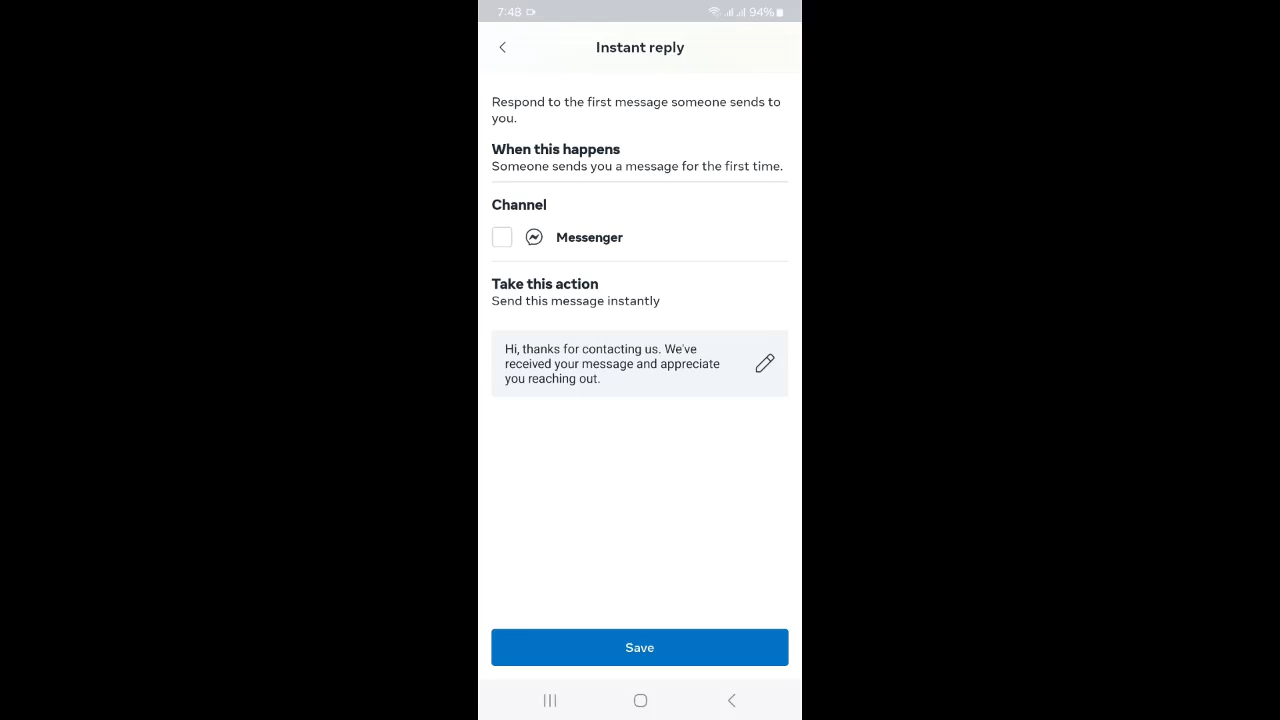 7:48 94%
Instant reply
Respond to the first message someone sends to
you.
When this happens
Someone sends you a message for the first time.
Channel
Messenger
Take this action
Send this message instantly
Hi, thanks for contacting us. We've
received your message and appreciate
you reaching out.
Save